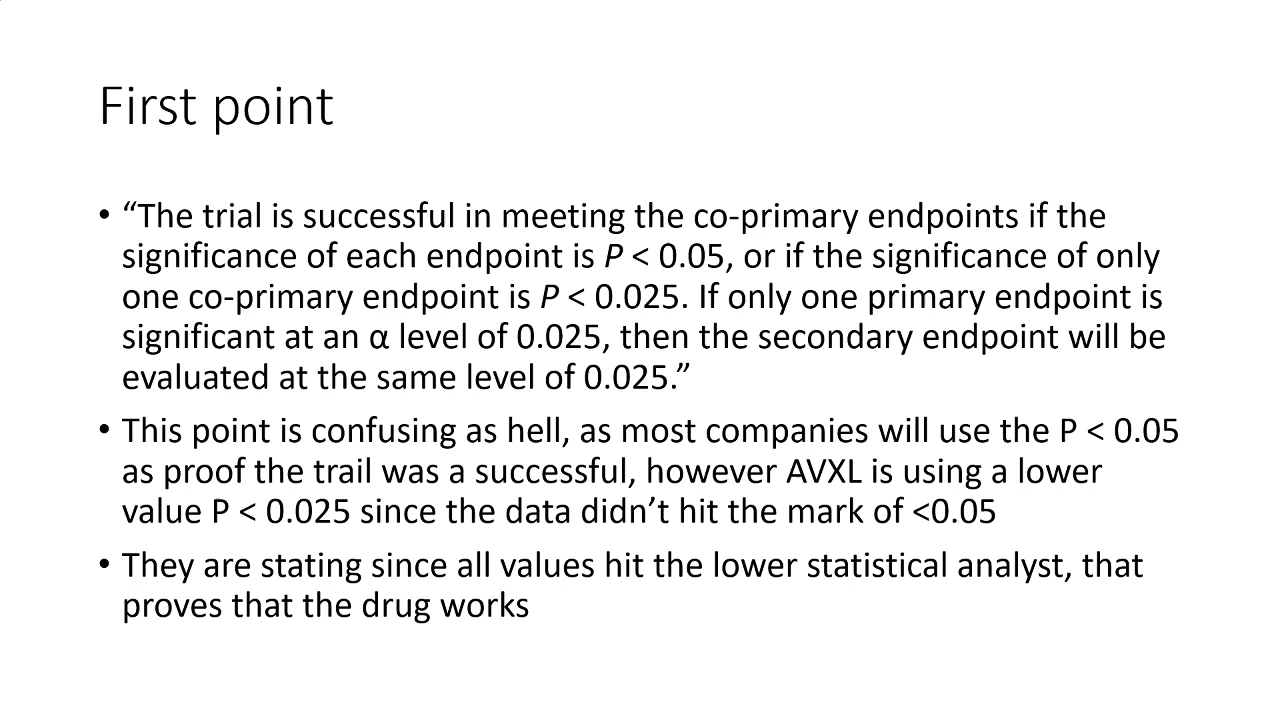 First point
• “The trial is successful in meeting the co-primary endpoints if the
significance of each endpoint is P < 0.05, or if the significance of only
one co-primary endpoint is P < 0.025. If only one primary endpoint is
significant at an α level of 0.025, then the secondary endpoint will be
evaluated at the same level of 0.025.”
• This point is confusing as hell, as most companies will use the P < 0.05
as proof the trail was a successful, however AVXL is using a lower
value P < 0.025 since the data didn’t hit the mark of <0.05
• They are stating since all values hit the lower statistical analyst, that
proves that the drug works